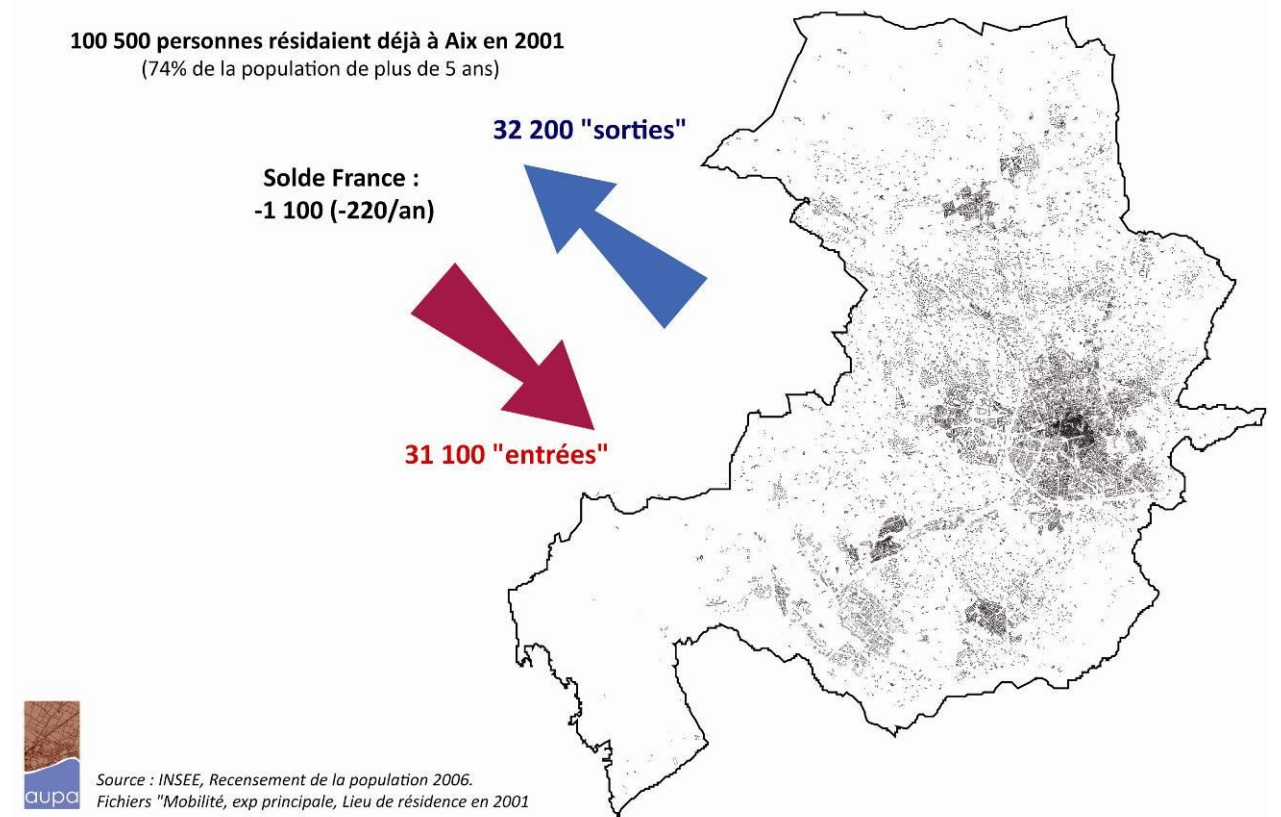 100 500 personnes résidaient déjà à Aix en 2001
(74% de la population de plus de 5 ans)
32 200 "sorties"
Solde France :
-1 100 (-220/an)
31 100 "entrées"
aupa
Source : INSEE, Recensement de la population 2006.
Fichiers "Mobilité, exp principale, Lieu de résidence en 2001